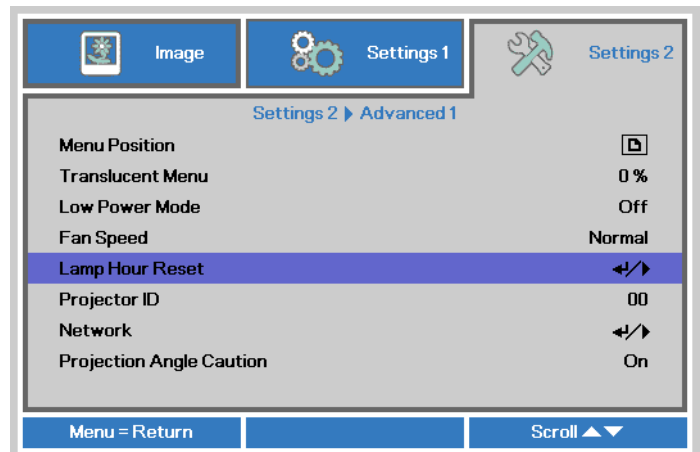 Image
Settings 1
Settings 2
Settings 2 Advanced 1
Menu Position
Translucent Menu 0 %
Low Power Mode Off
Fan Speed Normal
Lamp Hour Reset
Projector ID 00
Network
Projection Angle Caution On
Menu = Return Scroll